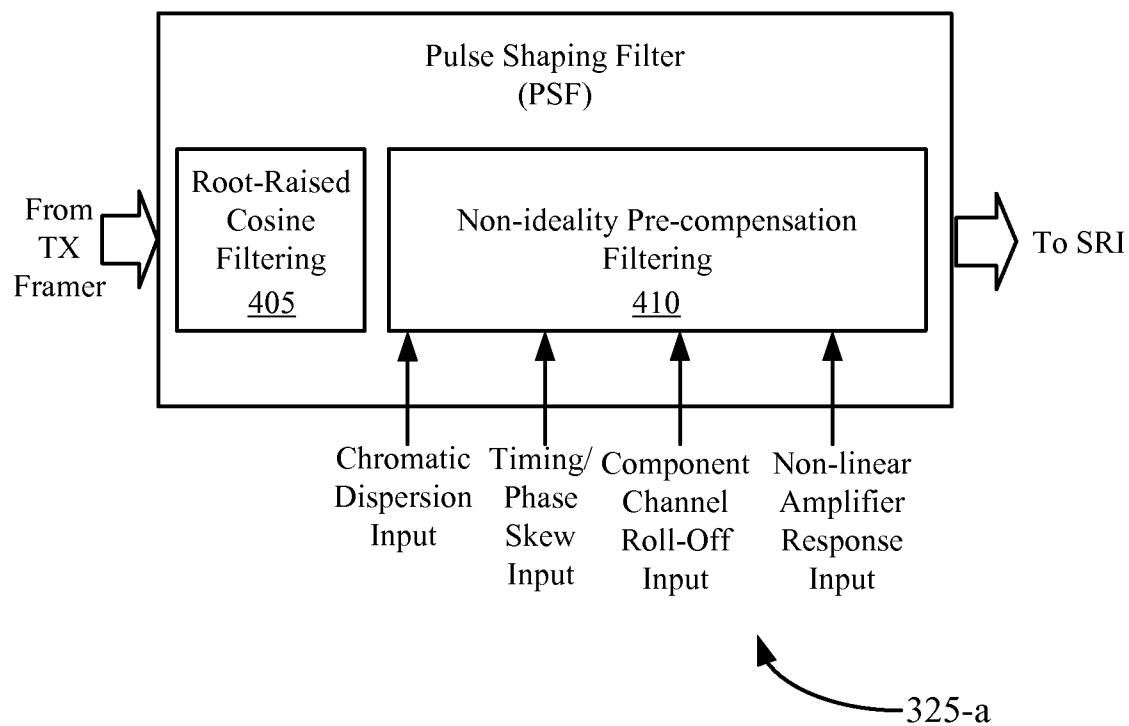 Pulse Shaping Filter
(PSF)
From
TX
Framer
Root-Raised
Cosine
Filtering
405
Non-ideality Pre-compensation
Filtering
410
To SRI
Chromatic
Dispersion
Input
Timing/
Phase
Skew
Input
Component
Channel
Roll-Off
Input
Non-linear
Amplifier
Response
Input
325-a